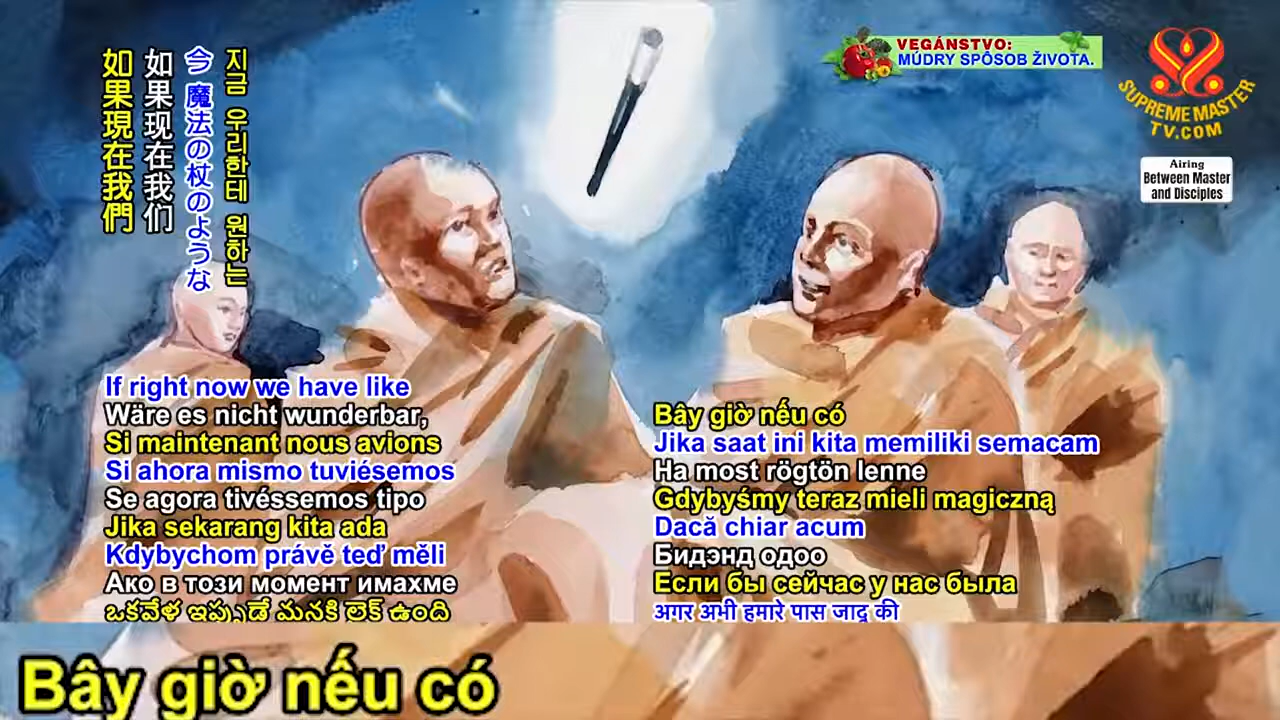 VEGÁNSTVO:
MÚDRY SPÔSOB ŽIVOTA.
SUPREME MASTER
TV.COM
Airing
Between Master
and Disciples
지금 우리한테 원하는
今 魔法の杖のような
如果现在我们
如果現在我們
If right now we have like
Wäre es nicht wunderbar,
Si maintenant nous avions
Si ahora mismo tuviésemos
Se agora tivéssemos tipo
Jika sekarang kita ada
Kdybychom právě teď měli
Ако в този момент имахме
ఒకవేళ ఇప్పుడే మనకి లైక్ ఉంది
Bây giờ nếu có
Jika saat ini kita memiliki semacam
Ha most rögtön lenne
Gdybyśmy teraz mieli magiczną
Dacă chiar acum
Бидэнд одоо
Если бы сейчас у нас была
अगर अभी हमारे पास जादू की
Bây giờ nếu có